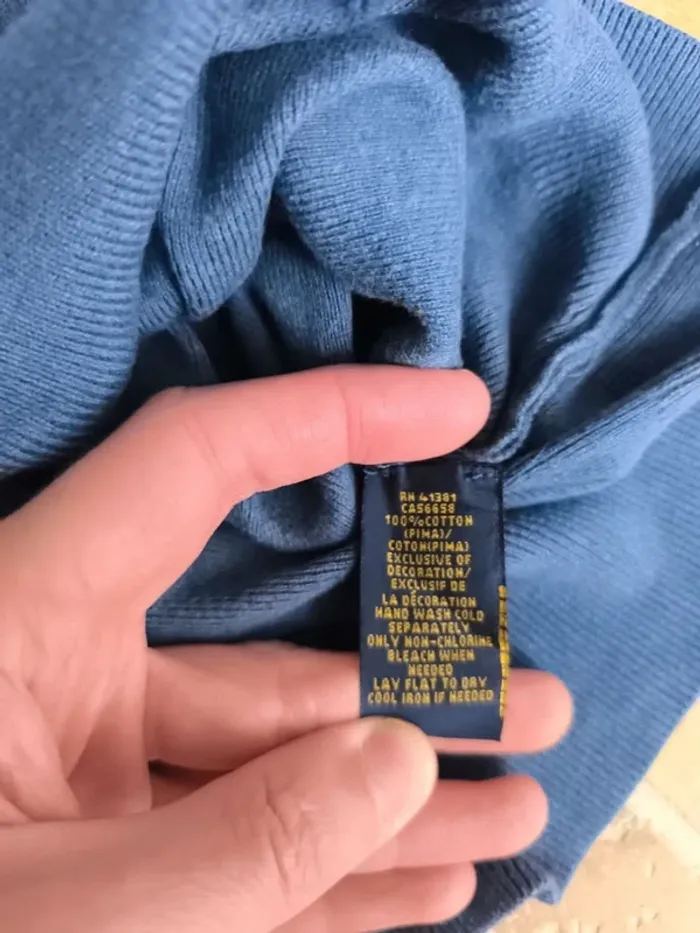 RN 41381
CA56658
100%COTTON
(PIMA)/
COTON(PIMA)
EXCLUSIVE OF
DECORATION/
EXCLUSIF DE
LA DÉCORATION
HAND WASH COLD
SEPARATELY
ONLY NON-CHLORINE
BLEACH WHEN
NEEDED
LAY FLAT TO DRY
COOL IRON IF NEEDED